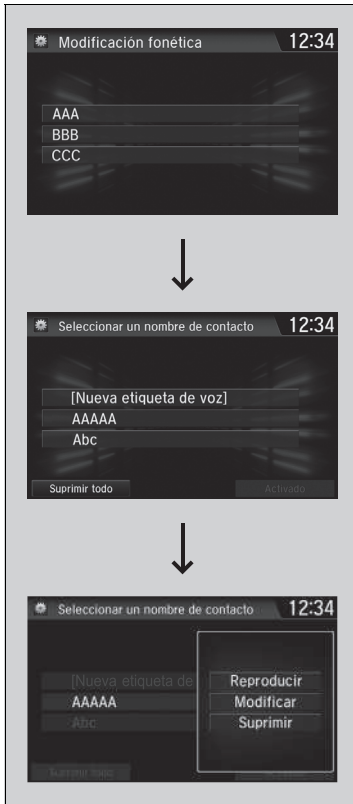 Modificación fonética 12:34
AAA
BBB
CCC
Seleccionar un nombre de contacto 12:34
[Nueva etiqueta de voz]
AAAAA
Abc
Suprimir todo Activado
Seleccionar un nombre de contacto 12:34
[Nueva etiqueta de
Reproducir
AAAAA Modificar
Abc Suprimir
Suprimir todo